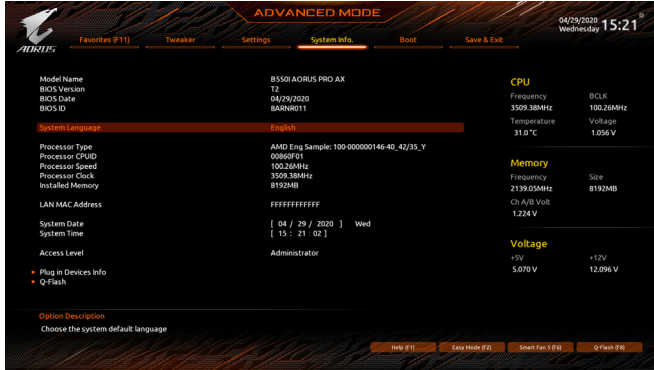 ADVANCED MODE
04/29/2020 Wednesday 15:21
AORUS
Favorites (F11) Tweaker Settings System Info. Boot Save & Exit
Model Name B550I AORUS PRO AX
BIOS Version T2
BIOS Date 04/29/2020
BIOS ID 8ARNR011
System Language English
Processor Type AMD Eng Sample: 100-000000146-40_42/35_Y
Processor CPUID 00860F01
Processor Speed 100.26MHz
Processor Clock 3509.38MHz
Installed Memory 8192MB
LAN MAC Address FFFFFFFFFFFF
System Date [ 04 / 29 / 2020 ] Wed
System Time [ 15 : 21 : 02 ]
Access Level Administrator
Plug in Devices Info
Q-Flash
Option Description
Choose the system default language
CPU
Frequency BCLK
3509.38MHz 100.26MHz
Temperature Voltage
31.0 °C 1.056 V
Memory
Frequency Size
2139.05MHz 8192MB
Ch A/B Volt
1.224 V
Voltage
+5V +12V
5.070 V 12.096 V
Help (F1) Easy Mode (F2) Smart Fan 5 (F6) Q-Flash (F8)